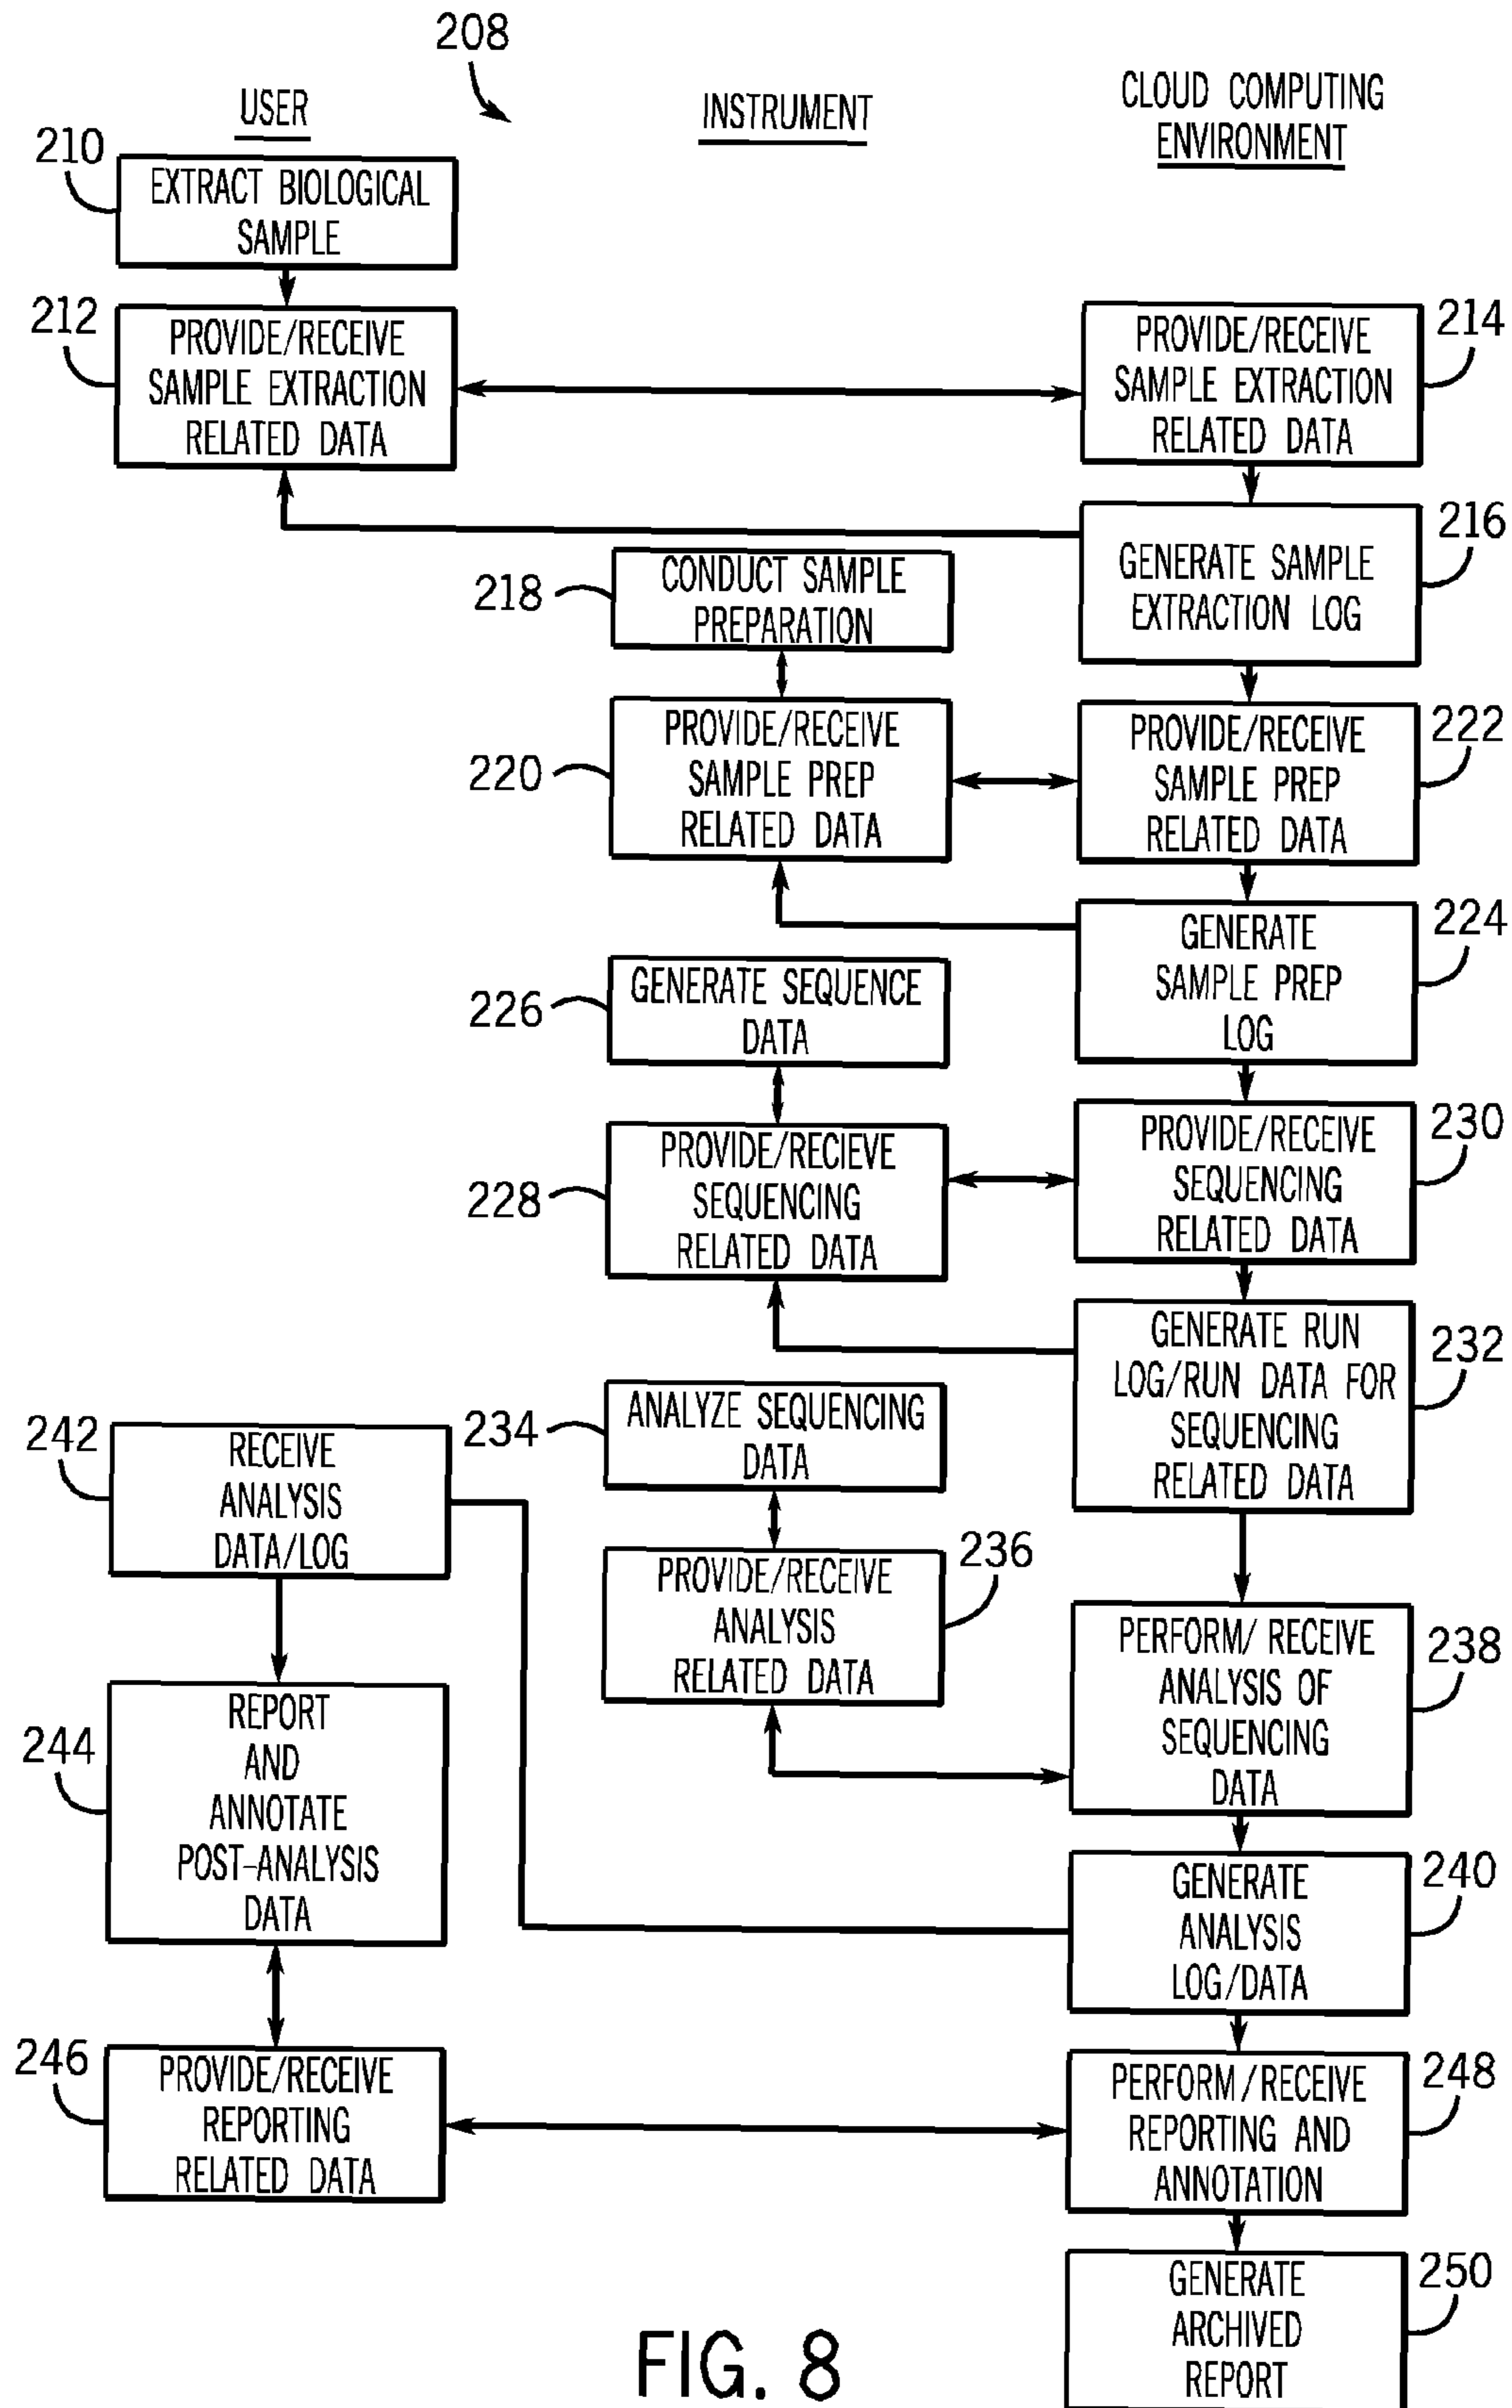 208
USER
INSTRUMENT
CLOUD COMPUTING
ENVIRONMENT
210
EXTRACT BIOLOGICAL
SAMPLE
212
PROVIDE/RECEIVE
SAMPLE EXTRACTION
RELATED DATA
PROVIDE/RECEIVE
SAMPLE EXTRACTION
RELATED DATA
214
GENERATE SAMPLE
EXTRACTION LOG
216
218
CONDUCT SAMPLE
PREPARATION
220
PROVIDE/RECEIVE
SAMPLE PREP
RELATED DATA
PROVIDE/RECEIVE
SAMPLE PREP
RELATED DATA
222
GENERATE
SAMPLE PREP
LOG
224
226
GENERATE SEQUENCE
DATA
228
PROVIDE/RECIEVE
SEQUENCING
RELATED DATA
PROVIDE/RECEIVE
SEQUENCING
RELATED DATA
230
GENERATE RUN
LOG/RUN DATA FOR
SEQUENCING
RELATED DATA
232
234
ANALYZE SEQUENCING
DATA
242
RECEIVE
ANALYSIS
DATA/LOG
PROVIDE/RECEIVE
ANALYSIS
RELATED DATA
236
PERFORM/ RECEIVE
ANALYSIS OF
SEQUENCING
DATA
238
244
REPORT
AND
ANNOTATE
POST-ANALYSIS
DATA
GENERATE
ANALYSIS
LOG/DATA
240
246
PROVIDE/RECEIVE
REPORTING
RELATED DATA
PERFORM/RECEIVE
REPORTING AND
ANNOTATION
248
GENERATE
ARCHIVED
REPORT
250
FIG. 8